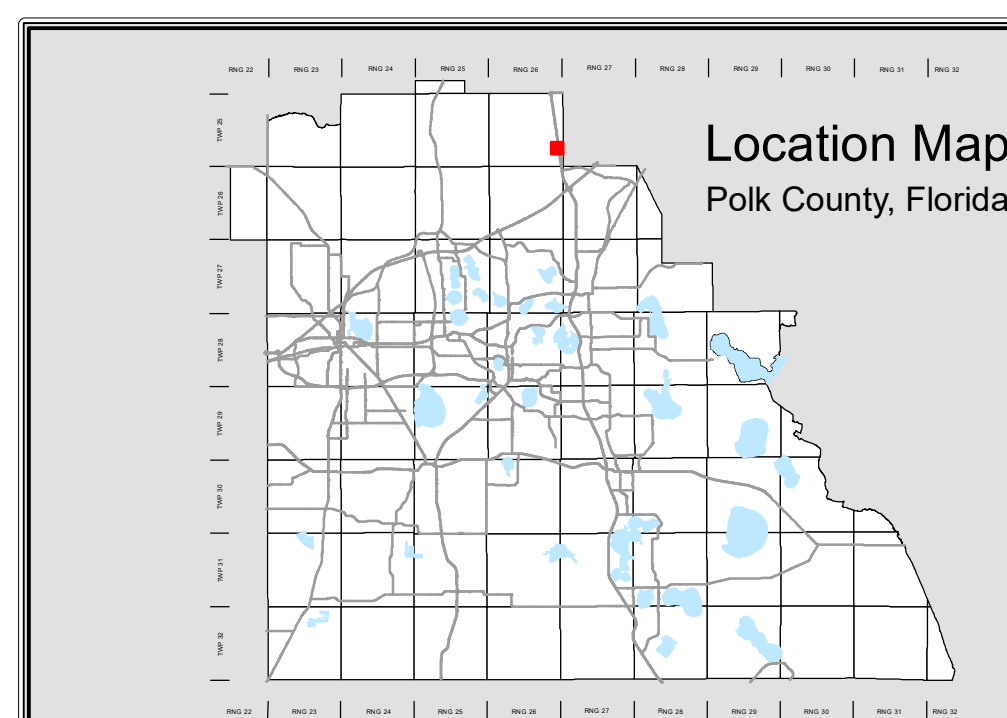 RNG 22 RNG 23 RNG 24 RNG 25 RNG 26 RNG 27 RNG 28 RNG 29 RNG 30 RNG 31 RNG 32
Location Map
Polk County, Florida
TWP 25
TWP 26
TWP 27
TWP 28
TWP 29
TWP 30
TWP 31
TWP 32
RNG 22 RNG 23 RNG 24 RNG 25 RNG 26 RNG 27 RNG 28 RNG 29 RNG 30 RNG 31 RNG 32